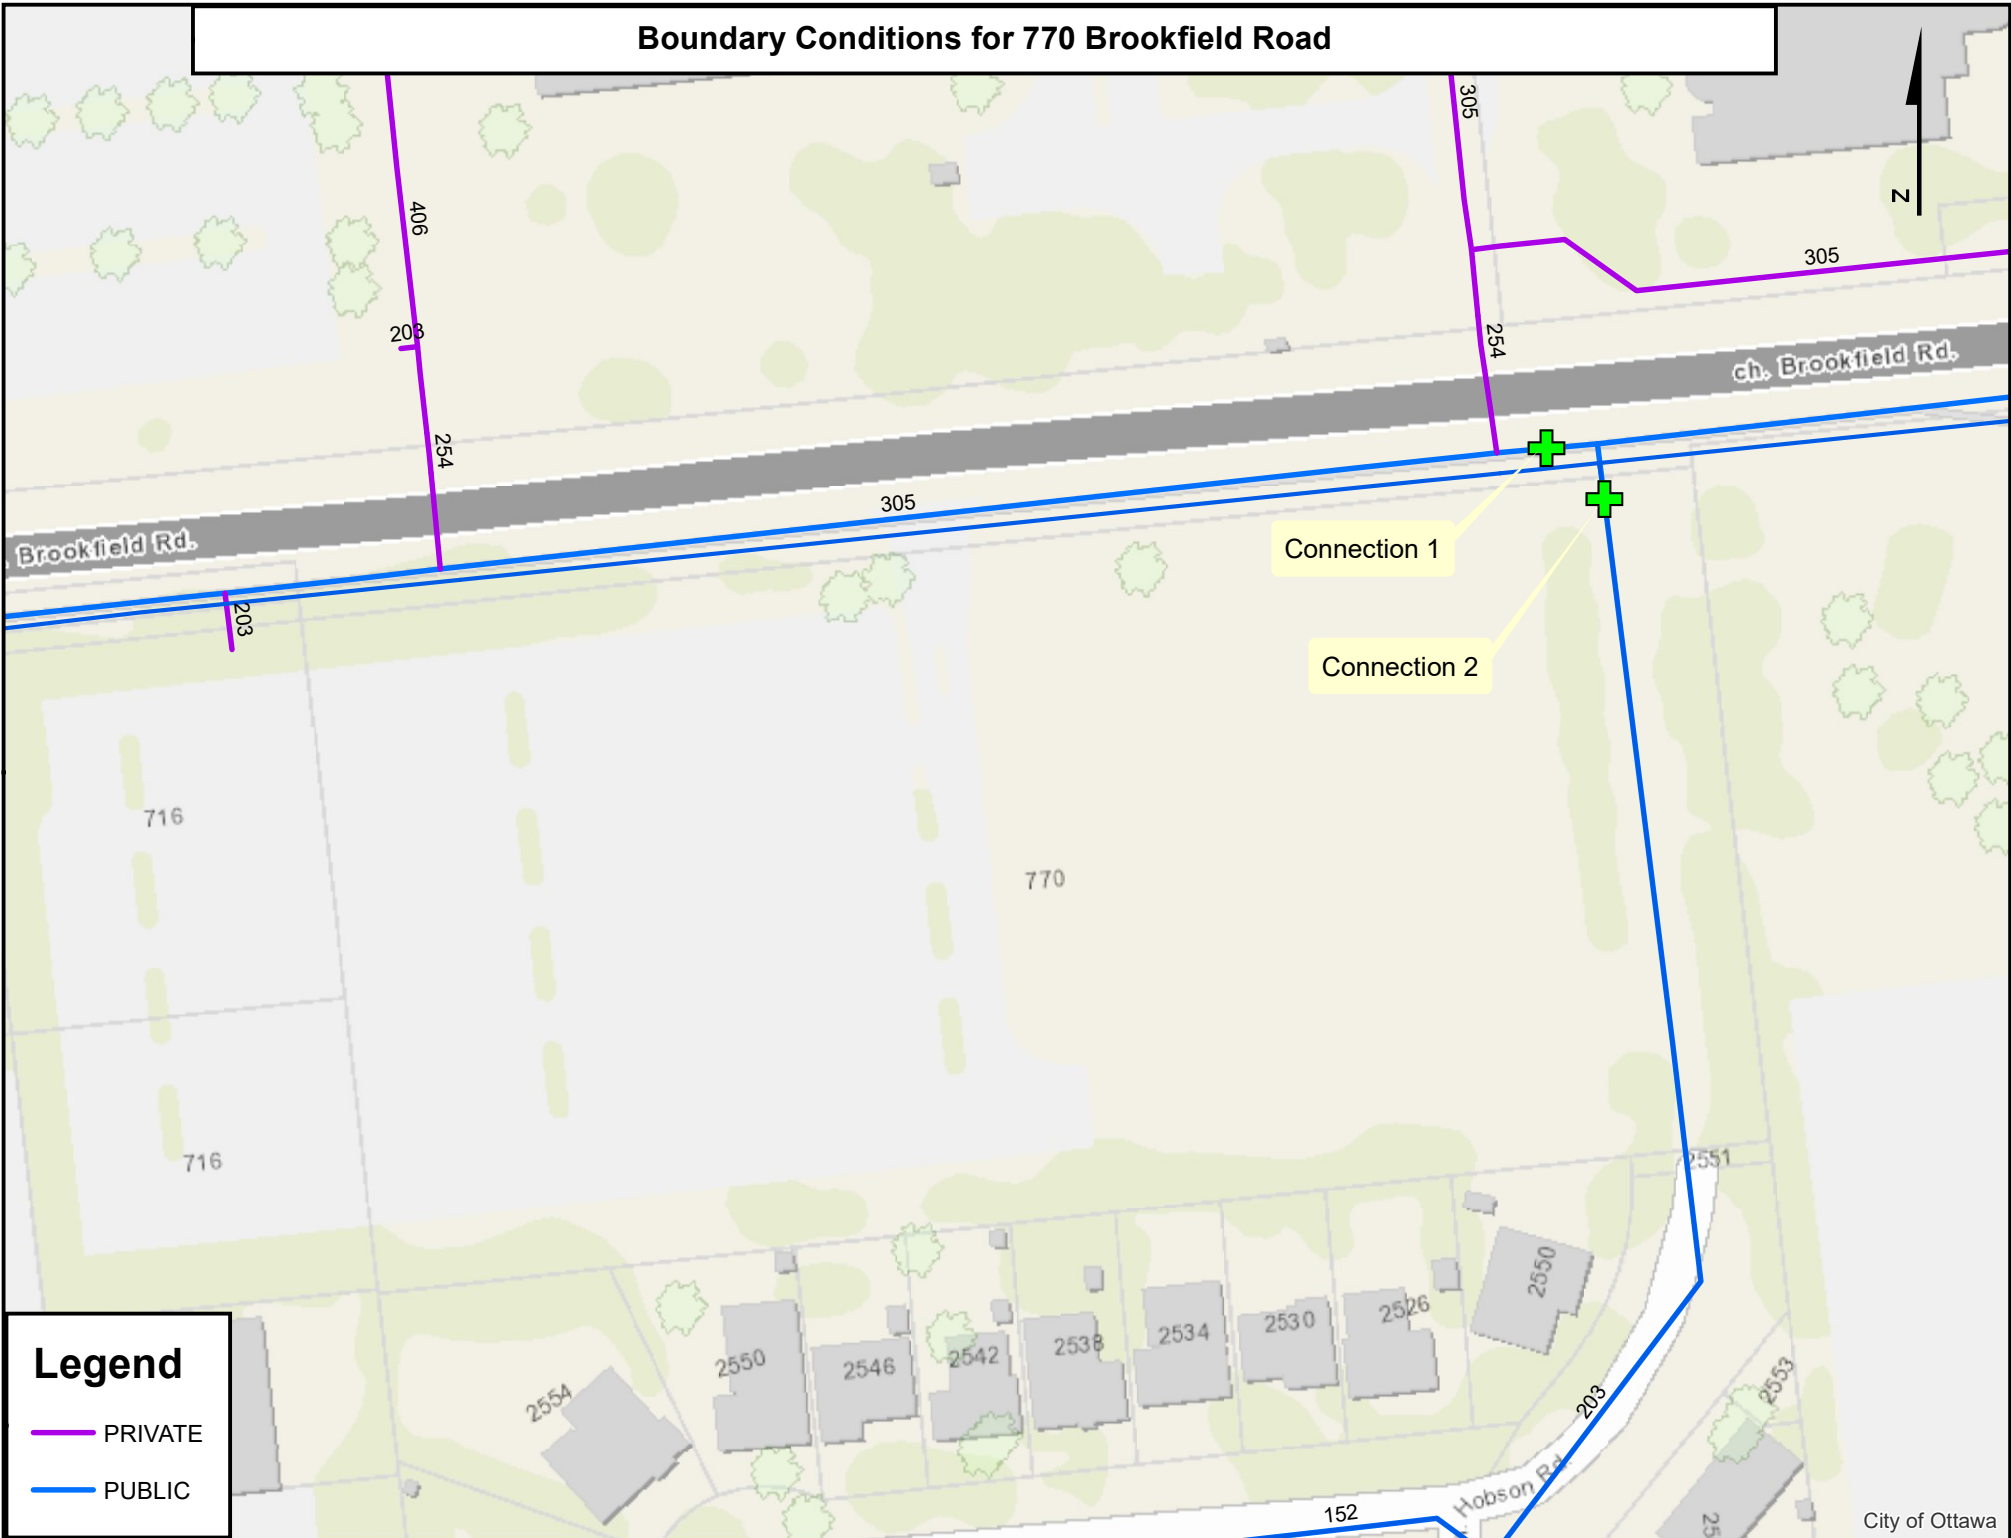 Boundary Conditions for 770 Brookfield Road
305
406
N
305
203
254
ch. Brookfield Rd.
254
305
Connection 1
Brookfield Rd.
203
Connection 2
716
770
716
2551
2550
2526
2530
2534
2538
2542
2546
2550
2554
2553
203
Legend
PRIVATE
PUBLIC
Hobson Rd.
152
25
City of Ottawa